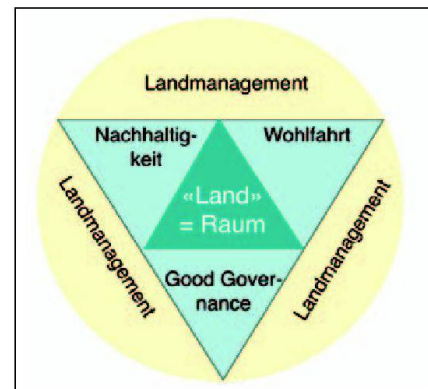 Landmanagement
Nachhaltig-
keit
Wohlfahrt
«Land»
= Raum
Landmanagement
Landmanagement
Good Gover-
nance